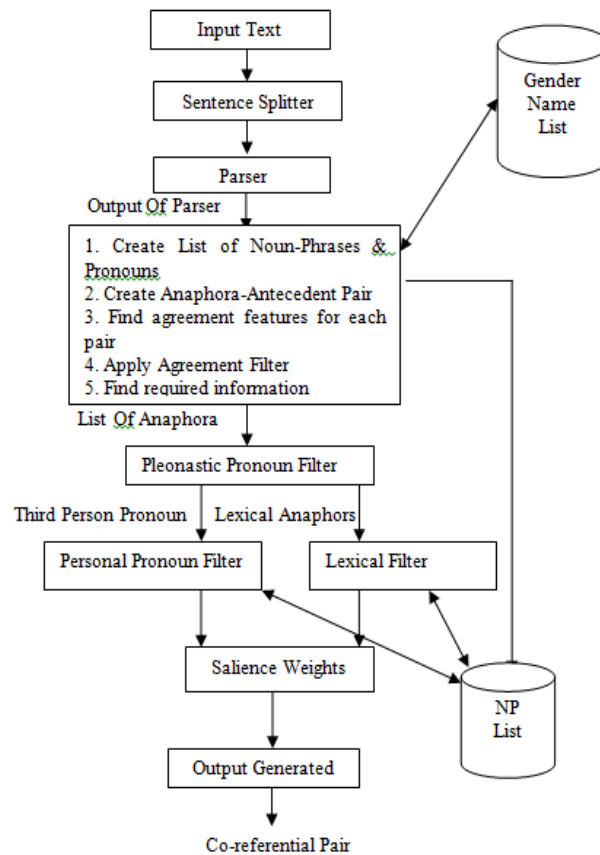 Input Text
Gender
Name
List
Sentence Splitter
Parser
Output Of Parser
1. Create List of Noun-Phrases &
Pronouns
2. Create Anaphora-Antecedent Pair
3. Find agreement features for each
pair
4. Apply Agreement Filter
5. Find required information
List Of Anaphora
Pleonastic Pronoun Filter
Third Person Pronoun
Lexical Anaphors
Personal Pronoun Filter
Lexical Filter
Salience Weights
NP
List
Output Generated
Co-referential Pair